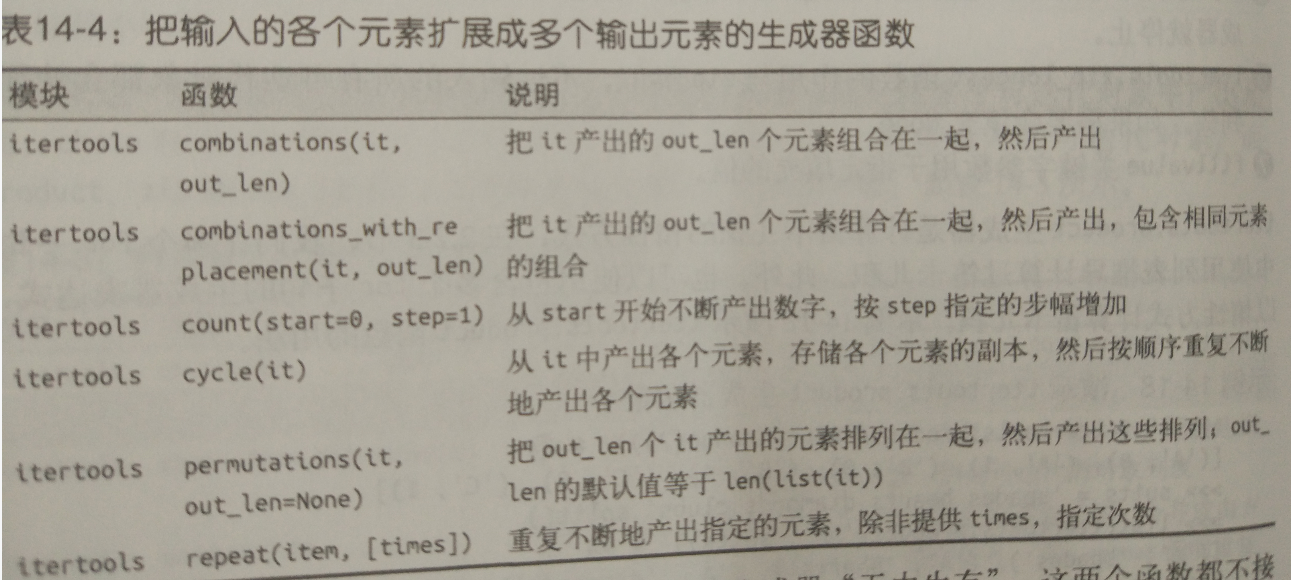 表14-4：把输入的各个元素扩展成多个输出元素的生成器函数
模块 函数 说明
itertools combinations(it, 把 it 产出的 out_len 个元素组合在一起，然后产出
out_len)
itertools combinations_with_re 把 it 产出的 out_len 个元素组合在一起，然后产出，包含相同元素
placement(it, out_len) 的组合
itertools count(start=0, step=1) 从 start 开始不断产出数字，按 step 指定的步幅增加
itertools cycle(it) 从 it 中产出各个元素，存储各个元素的副本，然后按顺序重复不断
地产出各个元素
itertools permutations(it, 把 out_len 个 it 产出的元素排列在一起，然后产出这些排列；out_
out_len=None) len 的默认值等于 len(list(it))
itertools repeat(item, [times]) 重复不断地产出指定的元素，除非提供 times，指定次数
这两个函数都不接